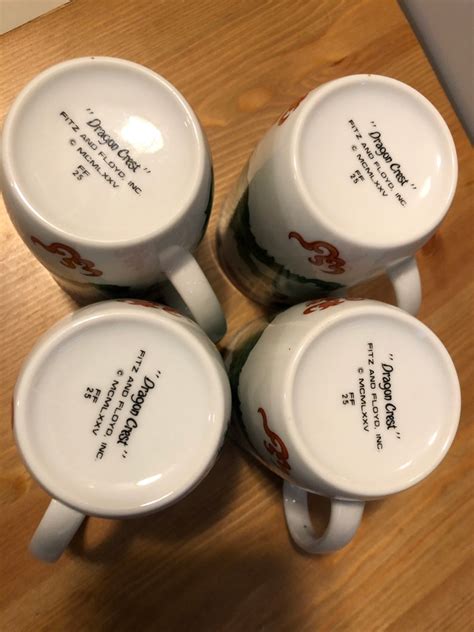 "Dragon Crest"
FITZ AND FLOYD, INC
© MCMLXXV
FF
25
"Dragon Crest"
FITZ AND FLOYD, INC.
© MCMLXXV
FF
25
"Dragon Crest"
FITZ AND FLOYD, INC
© MCMLXXV
FF
25
"Dragon Crest"
FITZ AND FLOYD, INC.
© MCMLXXV
FF
25